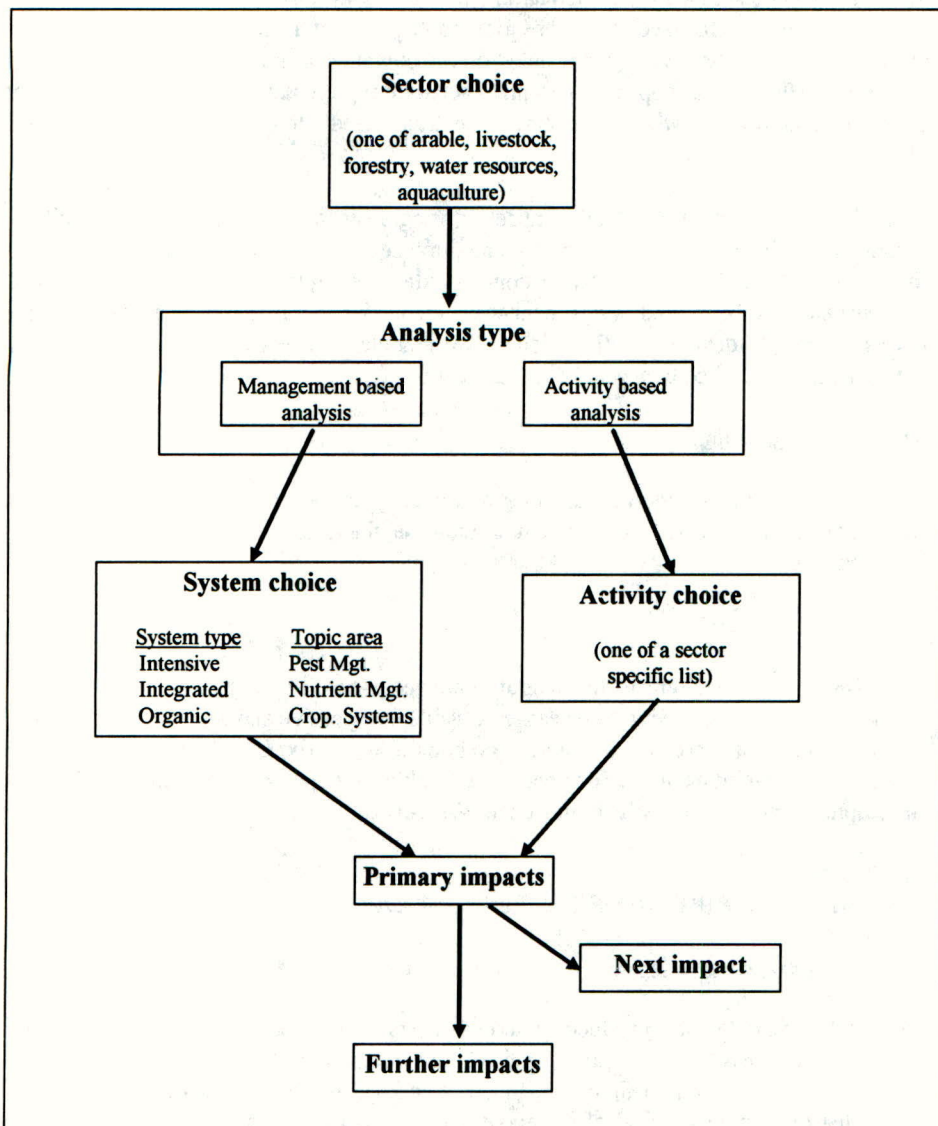 Sector choice
(one of arable, livestock,
forestry, water resources,
aquaculture)
Analysis type
Management based
analysis
Activity based
analysis
System choice
System type Topic area
Intensive Pest Mgt.
Integrated Nutrient Mgt.
Organic Crop. Systems
Activity choice
(one of a sector
specific list)
Primary impacts
Next impact
Further impacts